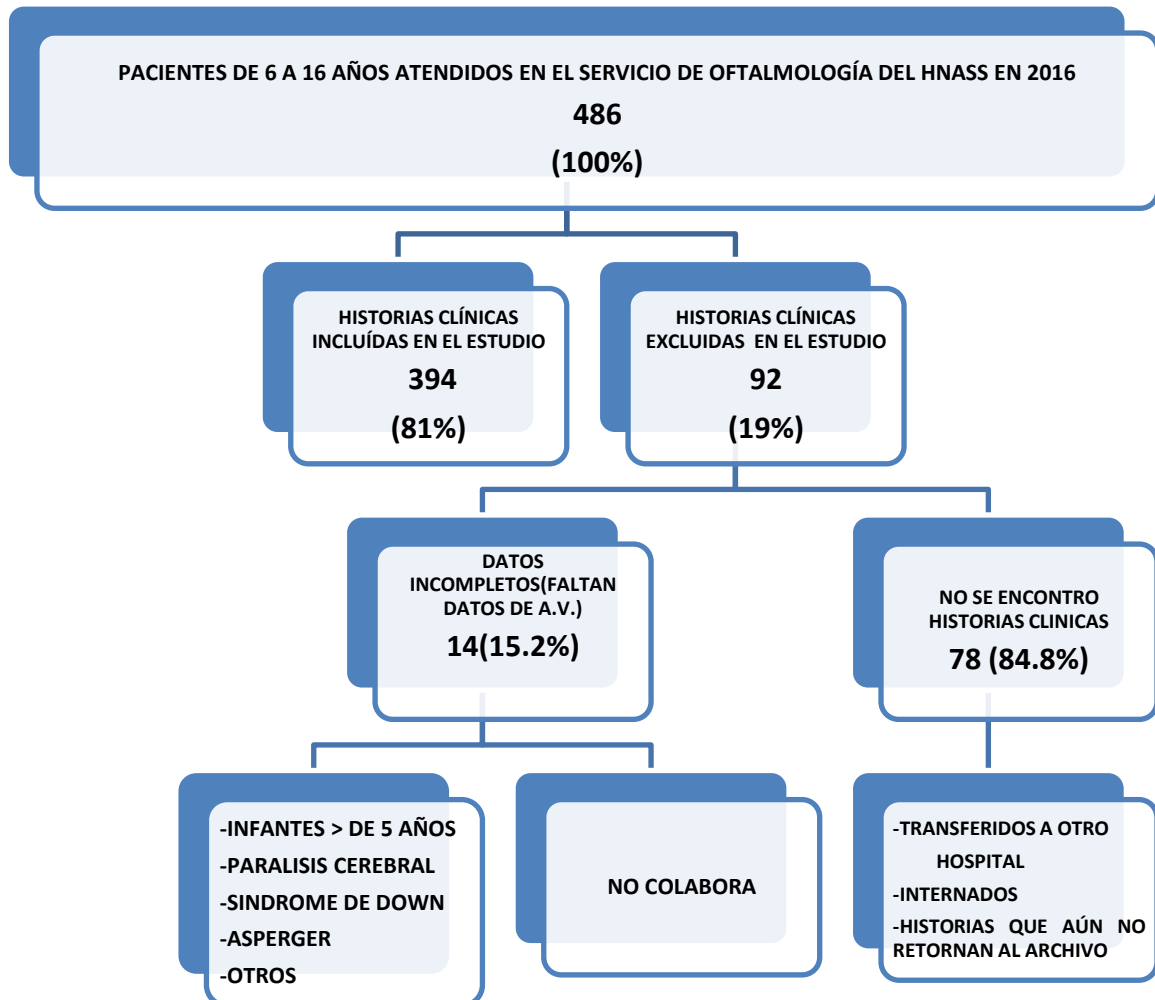 PACIENTES DE 6 A 16 AÑOS ATENDIDOS EN EL SERVICIO DE OFTALMOLOGÍA DEL HNASS EN 2016
486
(100%)
HISTORIAS CLÍNICAS
INCLUÍDAS EN EL ESTUDIO
394
(81%)
HISTORIAS CLÍNICAS
EXCLUIDAS EN EL ESTUDIO
92
(19%)
DATOS
INCOMPLETOS(FALTAN
DATOS DE A.V.)
14(15.2%)
NO SE ENCONTRO
HISTORIAS CLINICAS
78 (84.8%)
-INFANTES > DE 5 AÑOS
-PARALISIS CEREBRAL
-SINDROME DE DOWN
-ASPERGER
-OTROS
NO COLABORA
-TRANSFERIDOS A OTRO
HOSPITAL
-INTERNADOS
-HISTORIAS QUE AÚN NO
RETORNAN AL ARCHIVO